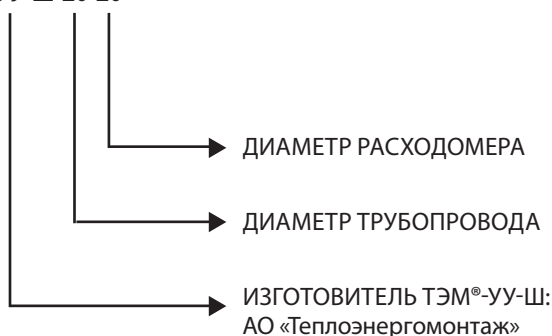 ДИАМЕТР РАСХОДОМЕРА
ДИАМЕТР ТРУБОПРОВОДА
ИЗГОТОВИТЕЛЬ ТЭМ®-УУ-Ш:
АО «Теплоэнергомонтаж»